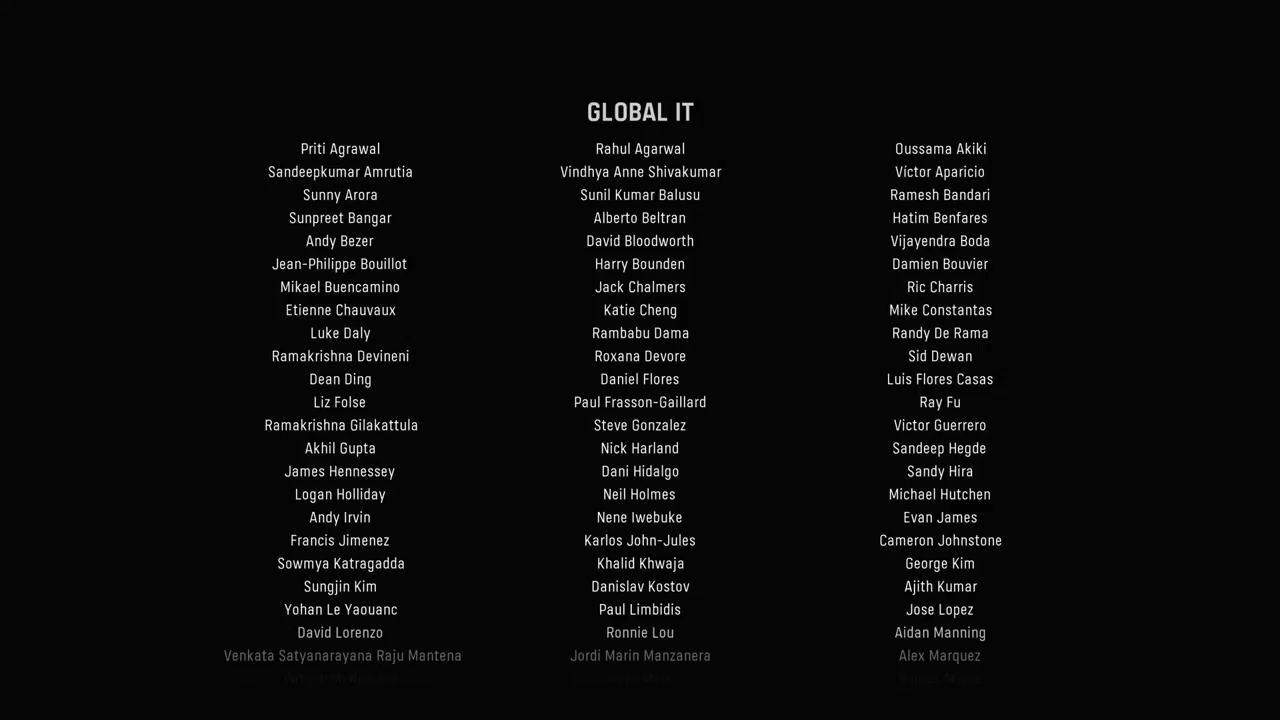 GLOBAL IT
Priti Agrawal Rahul Agarwal Oussama Akiki
Sandeepkumar Amrutia Vindhya Anne Shivakumar Víctor Aparicio
Sunny Arora Sunil Kumar Balusu Ramesh Bandari
Sunpreet Bangar Alberto Beltran Hatim Benfares
Andy Bezer David Bloodworth Vijayendra Boda
Jean-Philippe Bouillot Harry Bounden Damien Bouvier
Mikael Buencamino Jack Chalmers Ric Charris
Etienne Chauvaux Katie Cheng Mike Constantas
Luke Daly Rambabu Dama Randy De Rama
Ramakrishna Devineni Roxana Devore Sid Dewan
Dean Ding Daniel Flores Luis Flores Casas
Liz Folse Paul Frasson-Gaillard Ray Fu
Ramakrishna Gilakattula Steve Gonzalez Victor Guerrero
Akhil Gupta Nick Harland Sandeep Hegde
James Hennessey Dani Hidalgo Sandy Hira
Logan Holliday Neil Holmes Michael Hutchen
Andy Irvin Nene Iwebuke Evan James
Francis Jimenez Karlos John-Jules Cameron Johnstone
Sowmya Katragadda Khalid Khwaja George Kim
Sungjin Kim Danislav Kostov Ajith Kumar
Yohan Le Yaouanc Paul Limbidis Jose Lopez
David Lorenzo Ronnie Lou Aidan Manning
Venkata Satyanarayana Raju Mantena Jordi Marin Manzanera Alex Marquez